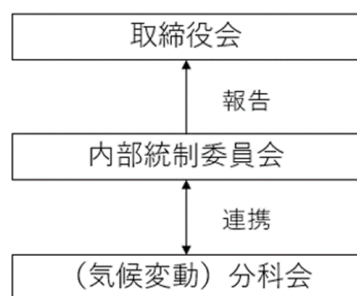 取締役会
報告
内部統制委員会
連携
（気候変動）分科会